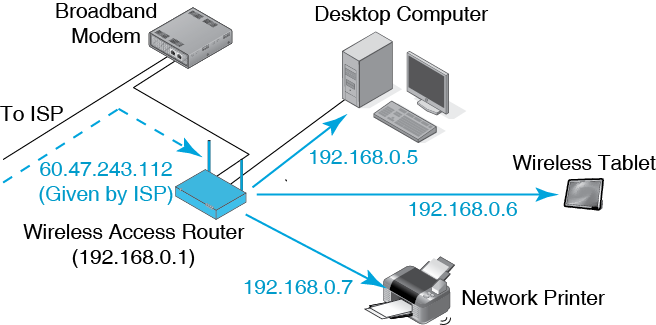 Broadband
Modem
Desktop Computer
To ISP
60.47.243.112
(Given by ISP)
192.168.0.5
Wireless Tablet
192.168.0.6
Wireless Access Router
(192.168.0.1)
192.168.0.7
Network Printer